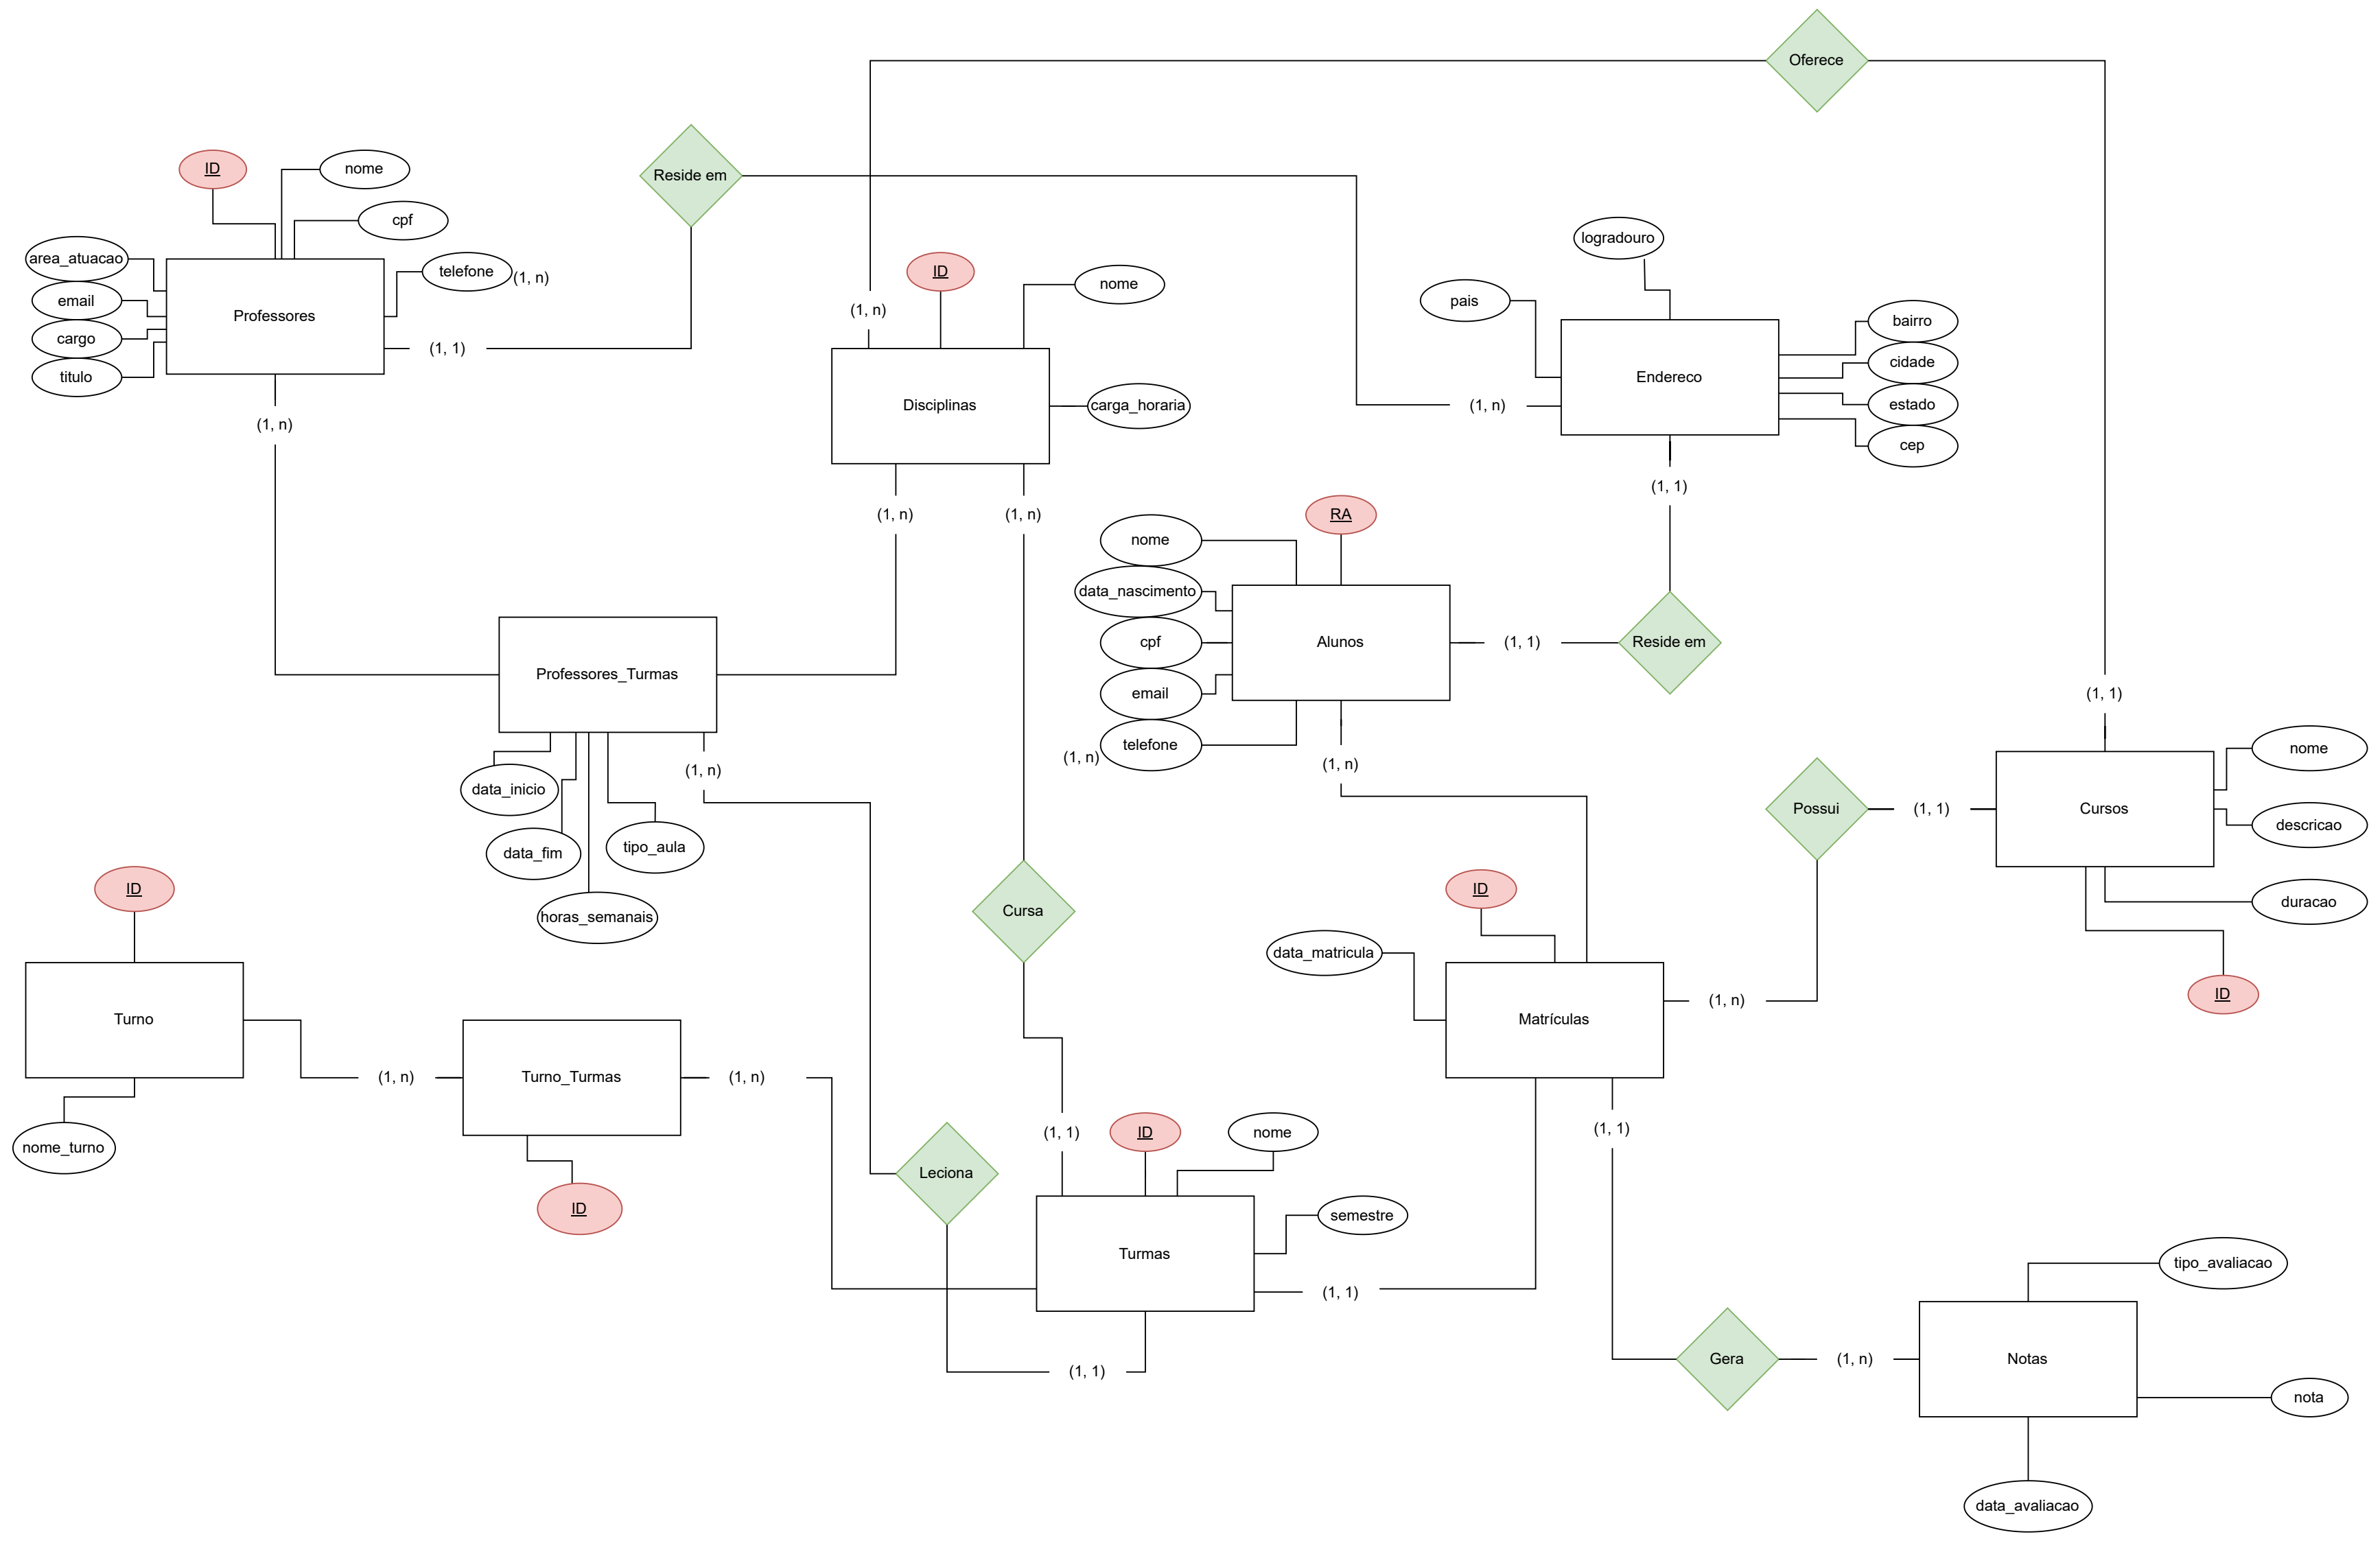 Oferece
ID
nome
Reside em
cpf
logradouro
area_atuacao
telefone
(1, n)
ID
nome
pais
email
Professores
(1, n)
bairro
cargo
(1, 1)
cidade
titulo
Endereco
Disciplinas
carga_horaria
(1, n)
estado
(1, n)
cep
(1, 1)
(1, n)
(1, n)
RA
nome
data_nascimento
cpf
Alunos
(1, 1)
Reside em
Professores_Turmas
email
(1, 1)
telefone
(1, n)
nome
(1, n)
(1, n)
data_inicio
Possui
(1, 1)
Cursos
descricao
data_fim
tipo_aula
ID
ID
duracao
horas_semanais
Cursa
data_matricula
ID
Turno
Matrículas
(1, n)
(1, n)
Turno_Turmas
(1, n)
nome_turno
(1, 1)
ID
nome
(1, 1)
Leciona
ID
semestre
Turmas
tipo_avaliacao
(1, 1)
(1, 1)
Gera
(1, n)
Notas
nota
data_avaliacao